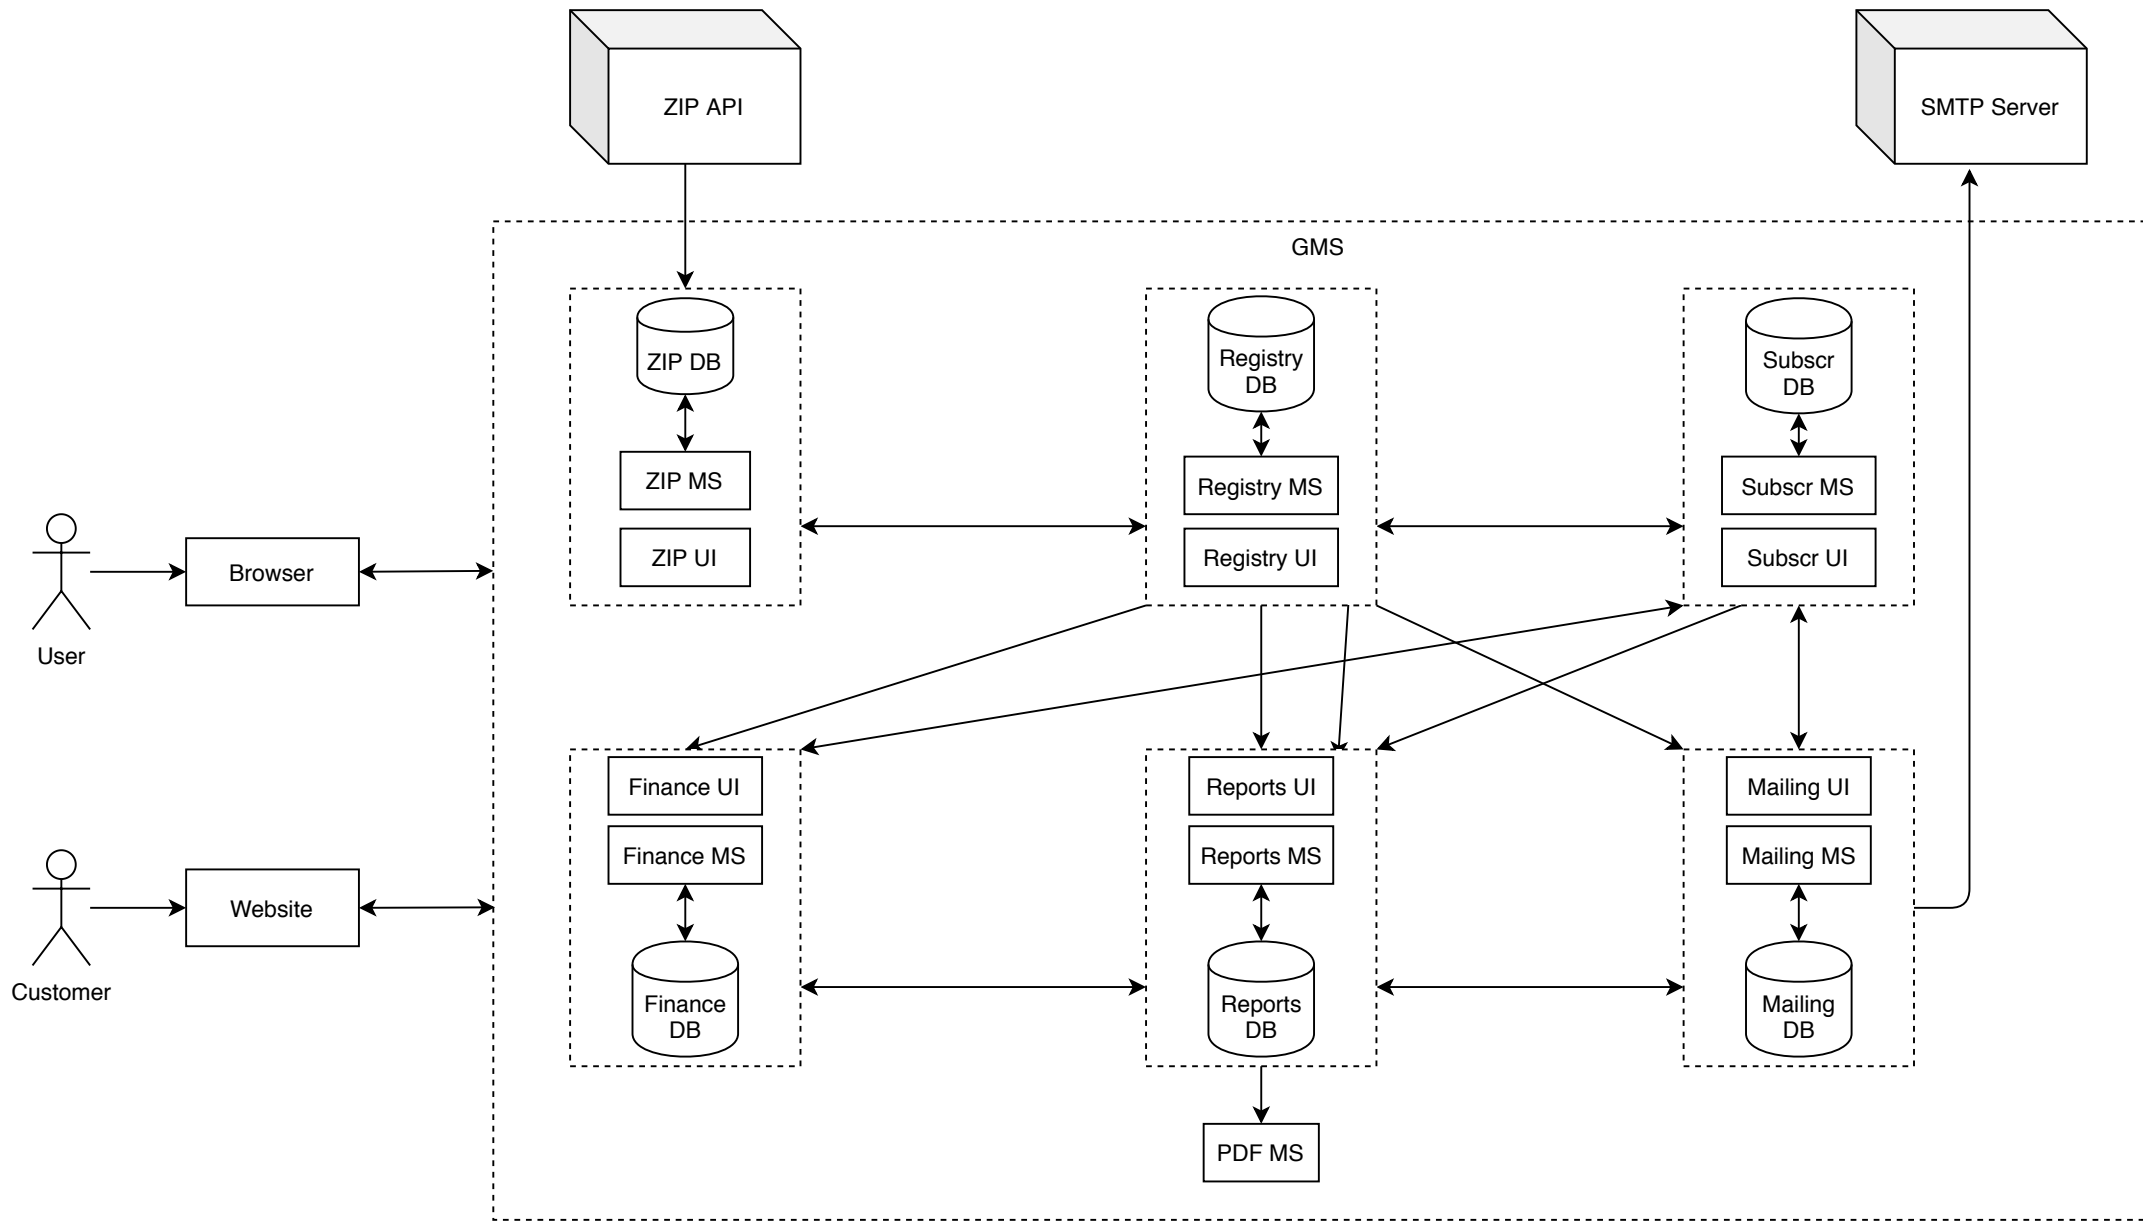 ZIP API
SMTP Server
GMS
ZIP DB
Registry
DB
Subscr
DB
ZIP MS
Registry MS
Subscr MS
ZIP UI
Registry UI
Subscr UI
Browser
User
Finance UI
Reports UI
Mailing UI
Finance MS
Reports MS
Mailing MS
Website
Customer
Finance
DB
Reports
DB
Mailing
DB
PDF MS